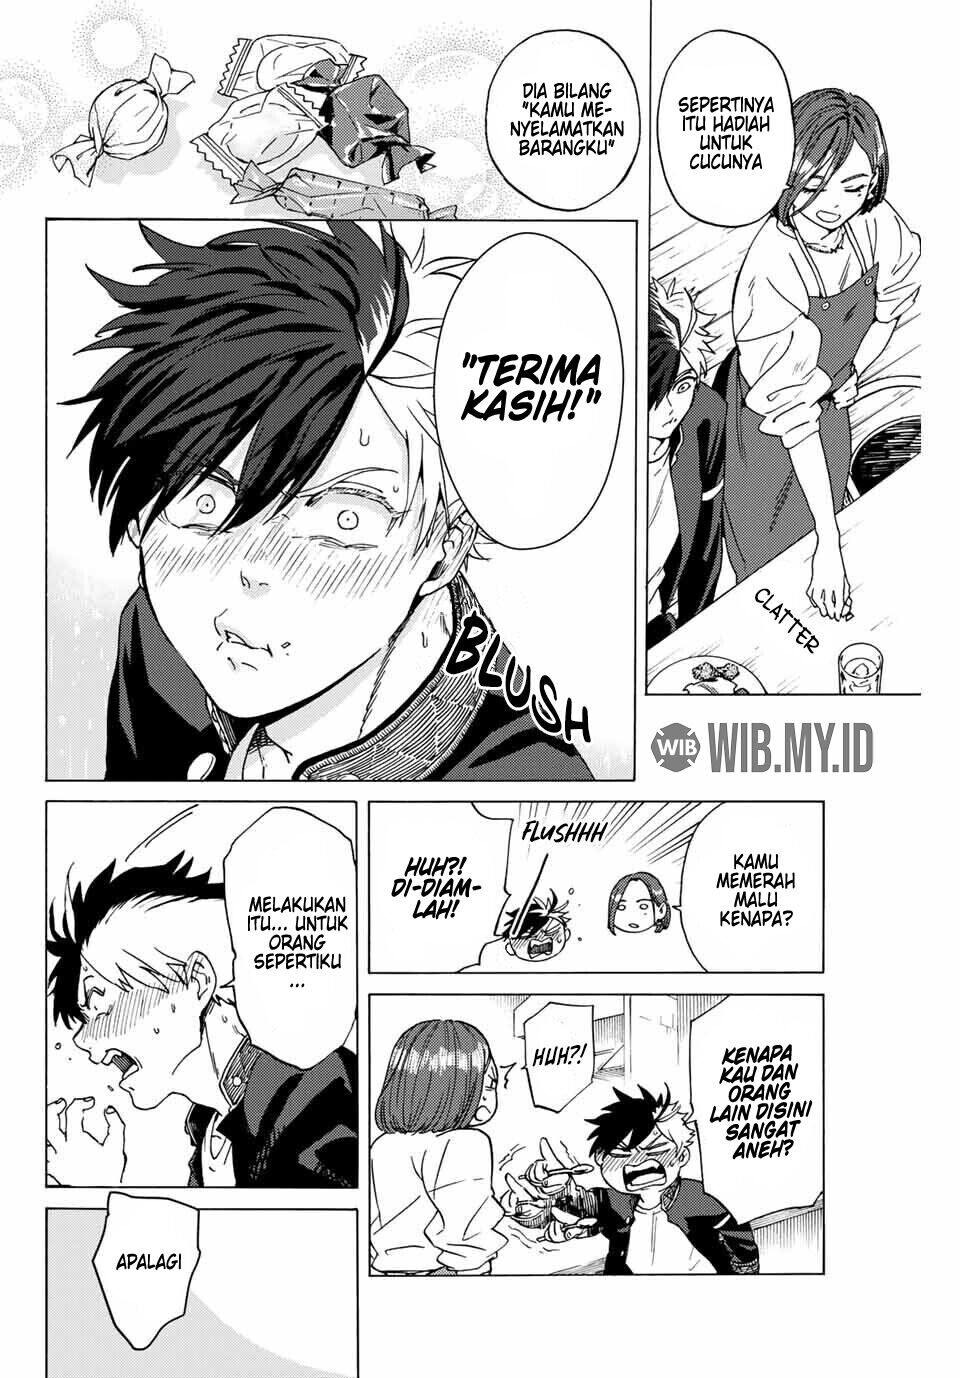 SEPERTINYA
ITU HADIAH
UNTUK
CUCUNYA
DIA BILANG
"KAMU ME-
NYELAMATKAN
BARANGKU"
CLATTER
"TERIMA
KASIH!"
BLUSH
WIB WIB.MY.ID
KAMU
MEMERAH
MALU
KENAPA?
FLUSHHH
HUH?!
DI-DIAM-
LAH!
KENAPA
KAU DAN
ORANG
LAIN DISINI
SANGAT
ANEH?
HUH?!
MELAKUKAN
ITU... UNTUK
ORANG
SEPERTIKU
...
APALAGI